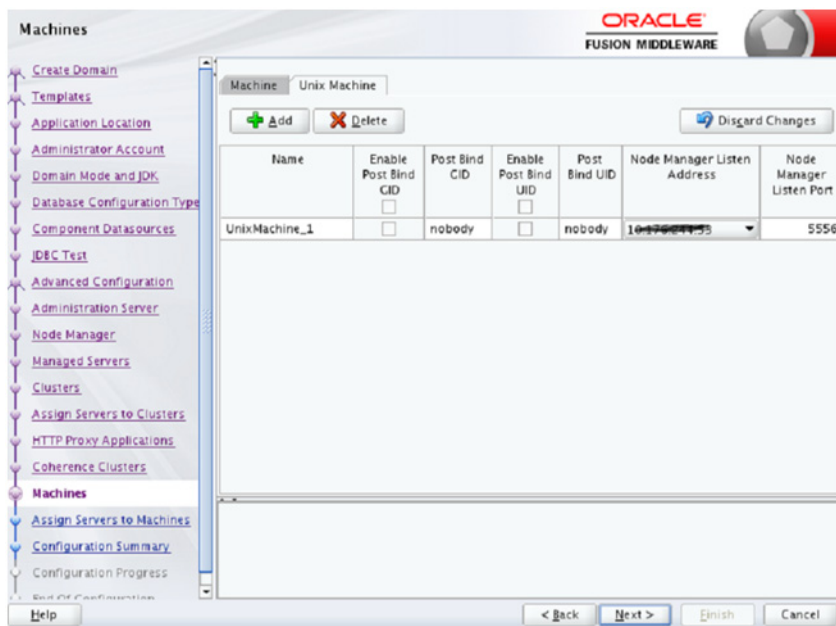 Machines
ORACLE
FUSION MIDDLEWARE
Create Domain
Templates
Application Location
Administrator Account
Domain Mode and JDK
Database Configuration Type
Component Datasources
JDBC Test
Advanced Configuration
Administration Server
Node Manager
Managed Servers
Clusters
Assign Servers to Clusters
HTTP Proxy Applications
Coherence Clusters
Machines
Assign Servers to Machines
Configuration Summary
Configuration Progress
End Of Configuration
Machine Unix Machine
Add Delete Discard Changes
Name
Enable
Post Bind
GID
Post Bind
GID
Enable
Post Bind
UID
Post
Bind UID
Node Manager Listen
Address
Node
Manager
Listen Port
UnixMachine_1 nobody nobody 5556
Help < Back Next > Finish Cancel